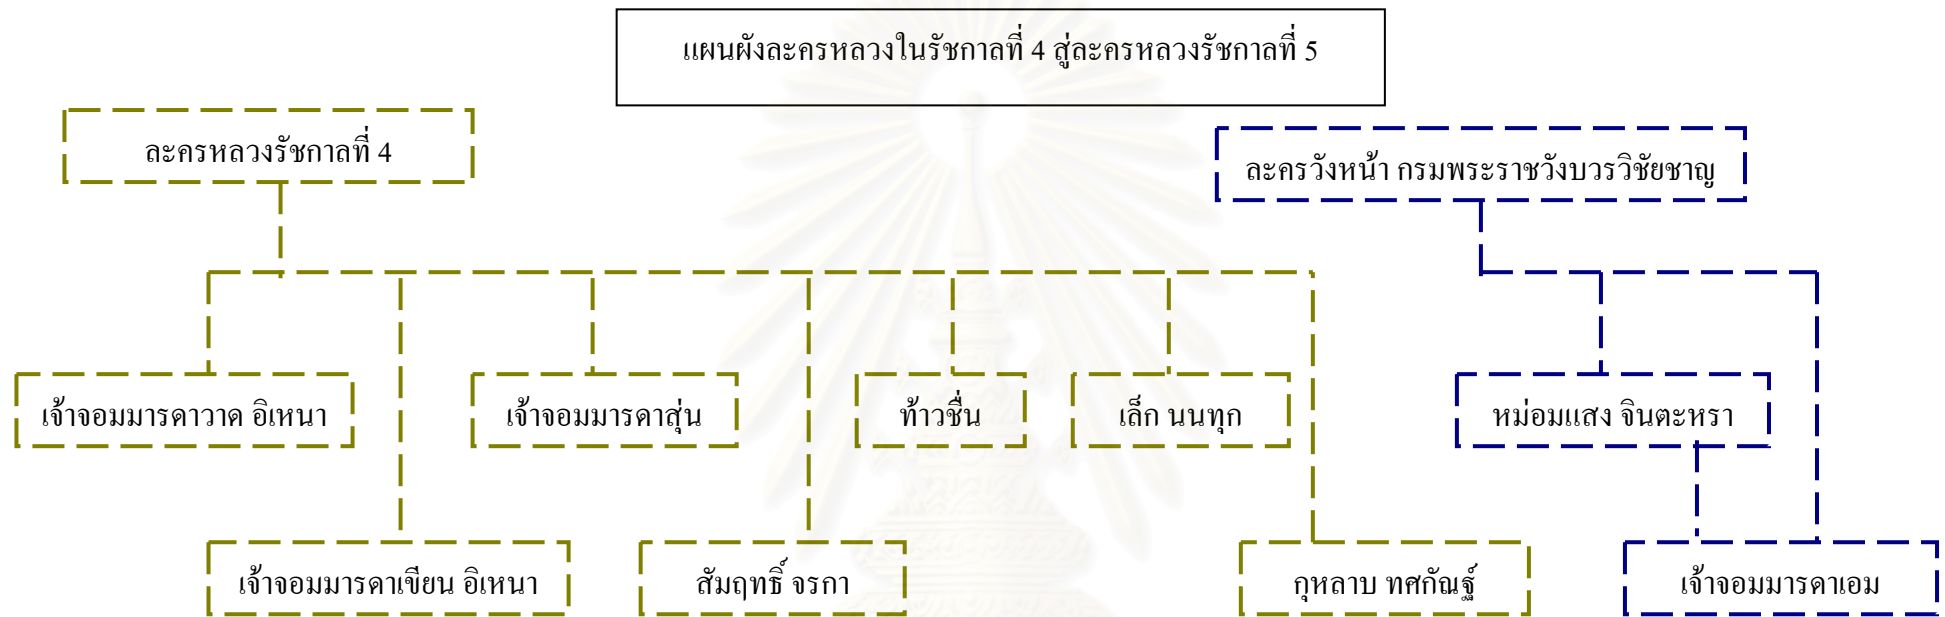 แผนผังละครหลวงในรัชกาลที่ 4 สู่ละครหลวงรัชกาลที่ 5
ละครหลวงรัชกาลที่ 4
ละครวังหน้า กรมพระราชวังบวรวิชัยชาญ
เจ้าจอมมารดาวาด อิเหนา
เจ้าจอมมารดาสุ่น
ท้าวชื่น
เล็ก นนทุก
หม่อมแสง จินตะหรา
เจ้าจอมมารดาเขียน อิเหนา
สัมฤทธิ์ จรกา
กุหลาบ ทศกัณฐ์
เจ้าจอมมารดาเอม